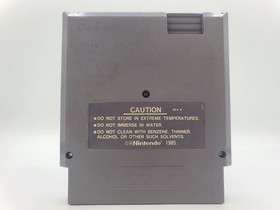 CAUTION
REV-A
•DO NOT STORE IN EXTREME TEMPERATURES.
•DO NOT IMMERSE IN WATER.
•DO NOT CLEAN WITH BENZENE, THINNER,
ALCOHOL OR OTHER SUCH SOLVENTS.
©Nintendo® 1985